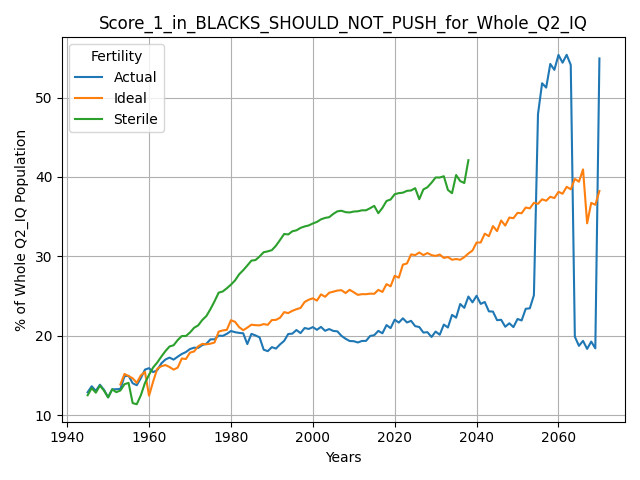 Score_1_in_BLACKS_SHOULD_NOT_PUSH_for_Whole_Q2_IQ
Fertility
Actual
Ideal
Sterile
% of Whole Q2_IQ Population
50
40
30
20
10
1940
1960
1980
2000
2020
2040
2060
Years